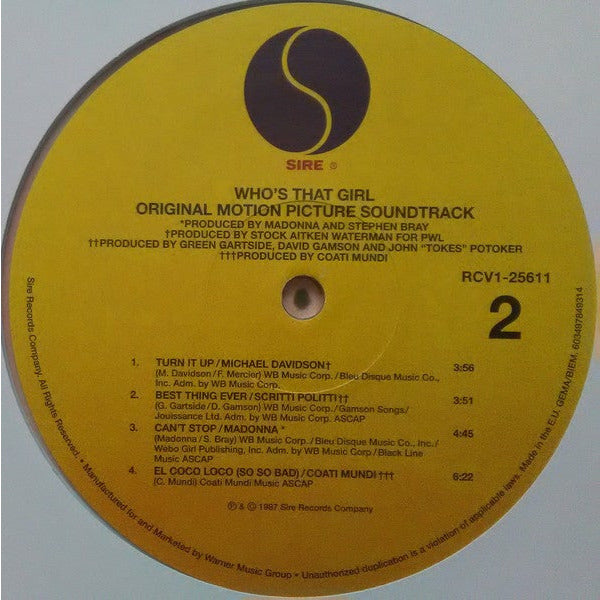 SIRE ®
WHO'S THAT GIRL
ORIGINAL MOTION PICTURE SOUNDTRACK
*PRODUCED BY MADONNA AND STEPHEN BRAY
†PRODUCED BY STOCK AITKEN WATERMAN FOR PWL
††PRODUCED BY GREEN GARTSIDE, DAVID GAMSON AND JOHN "TOKES" POTOKER
†††PRODUCED BY COATI MUNDI
RCV1-25611
2
1. TURN IT UP/MICHAEL DAVIDSON† 3:56
(M. Davidson/F. Mercier) WB Music Corp./Bleu Disque Music Co.,
Inc. Adm. by WB Music Corp.
2. BEST THING EVER/SCRITTI POLITTI†† 3:51
(G. Gartside/D. Gamson) WB Music Corp./Gamson Songs/
Jouissance Ltd. Adm. by WB Music Corp. ASCAP
3. CAN'T STOP/MADONNA * 4:45
(Madonna/S. Bray) WB Music Corp./Bleu Disque Music Co., Inc./
Webo Girl Publishing, Inc. Adm. by WB Music Corp/Black Line
Music ASCAP
4. EL COCO LOCO (SO SO BAD)/COATI MUNDI††† 6:22
(C. Mundi) Coati Mundi Music ASCAP
℗ & © 1987 Sire Records Company
Sire Records Company. All Rights Reserved. • Manufactured for and Marketed by Warner Music Group • Unauthorized duplication is a violation of applicable laws. Made in the E.U. GEMA/BIEM. 603497849314